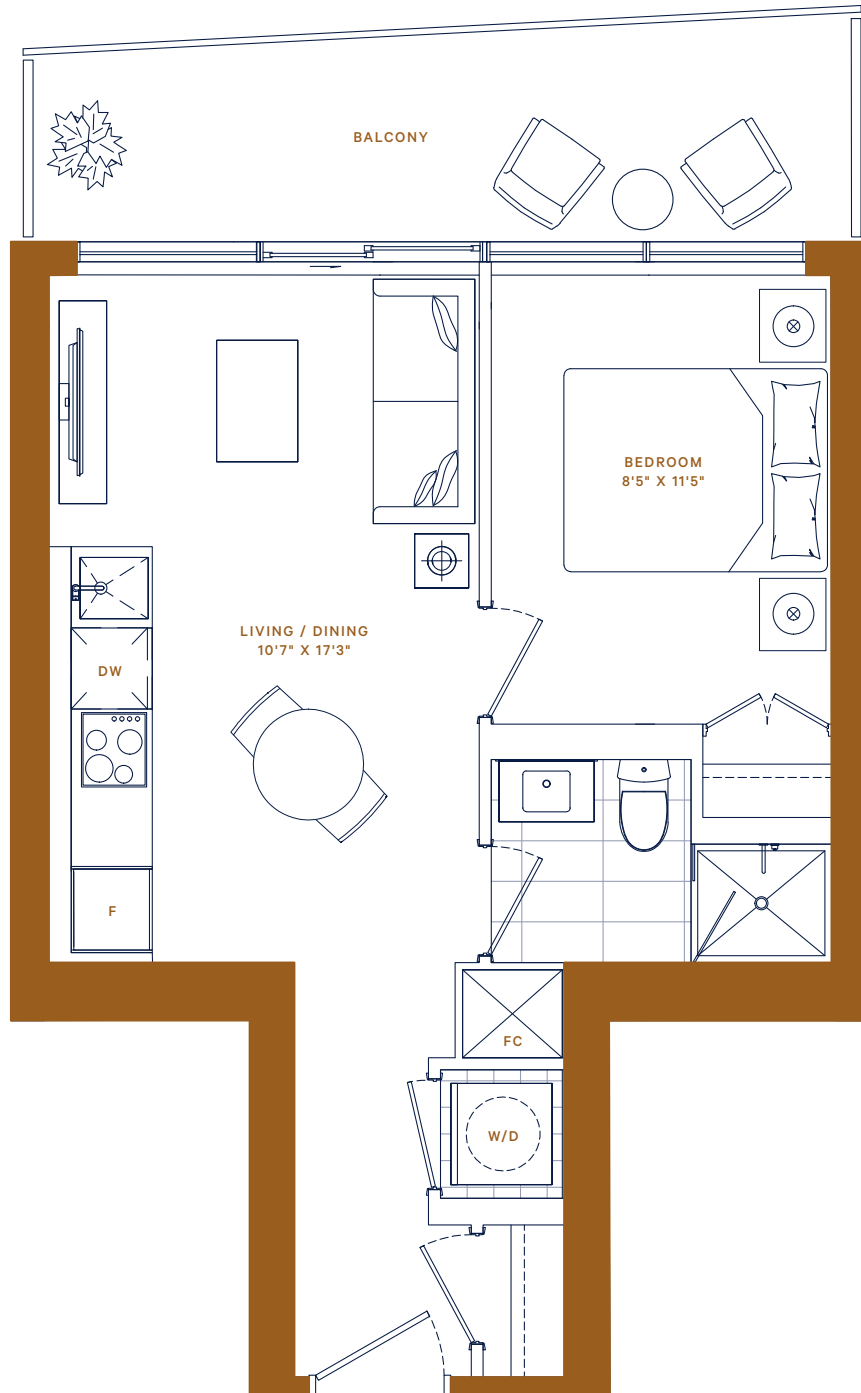 BALCONY
BEDROOM
8'5" X 11'5"
LIVING / DINING
10'7" X 17'3"
DW
F
FC
W/D